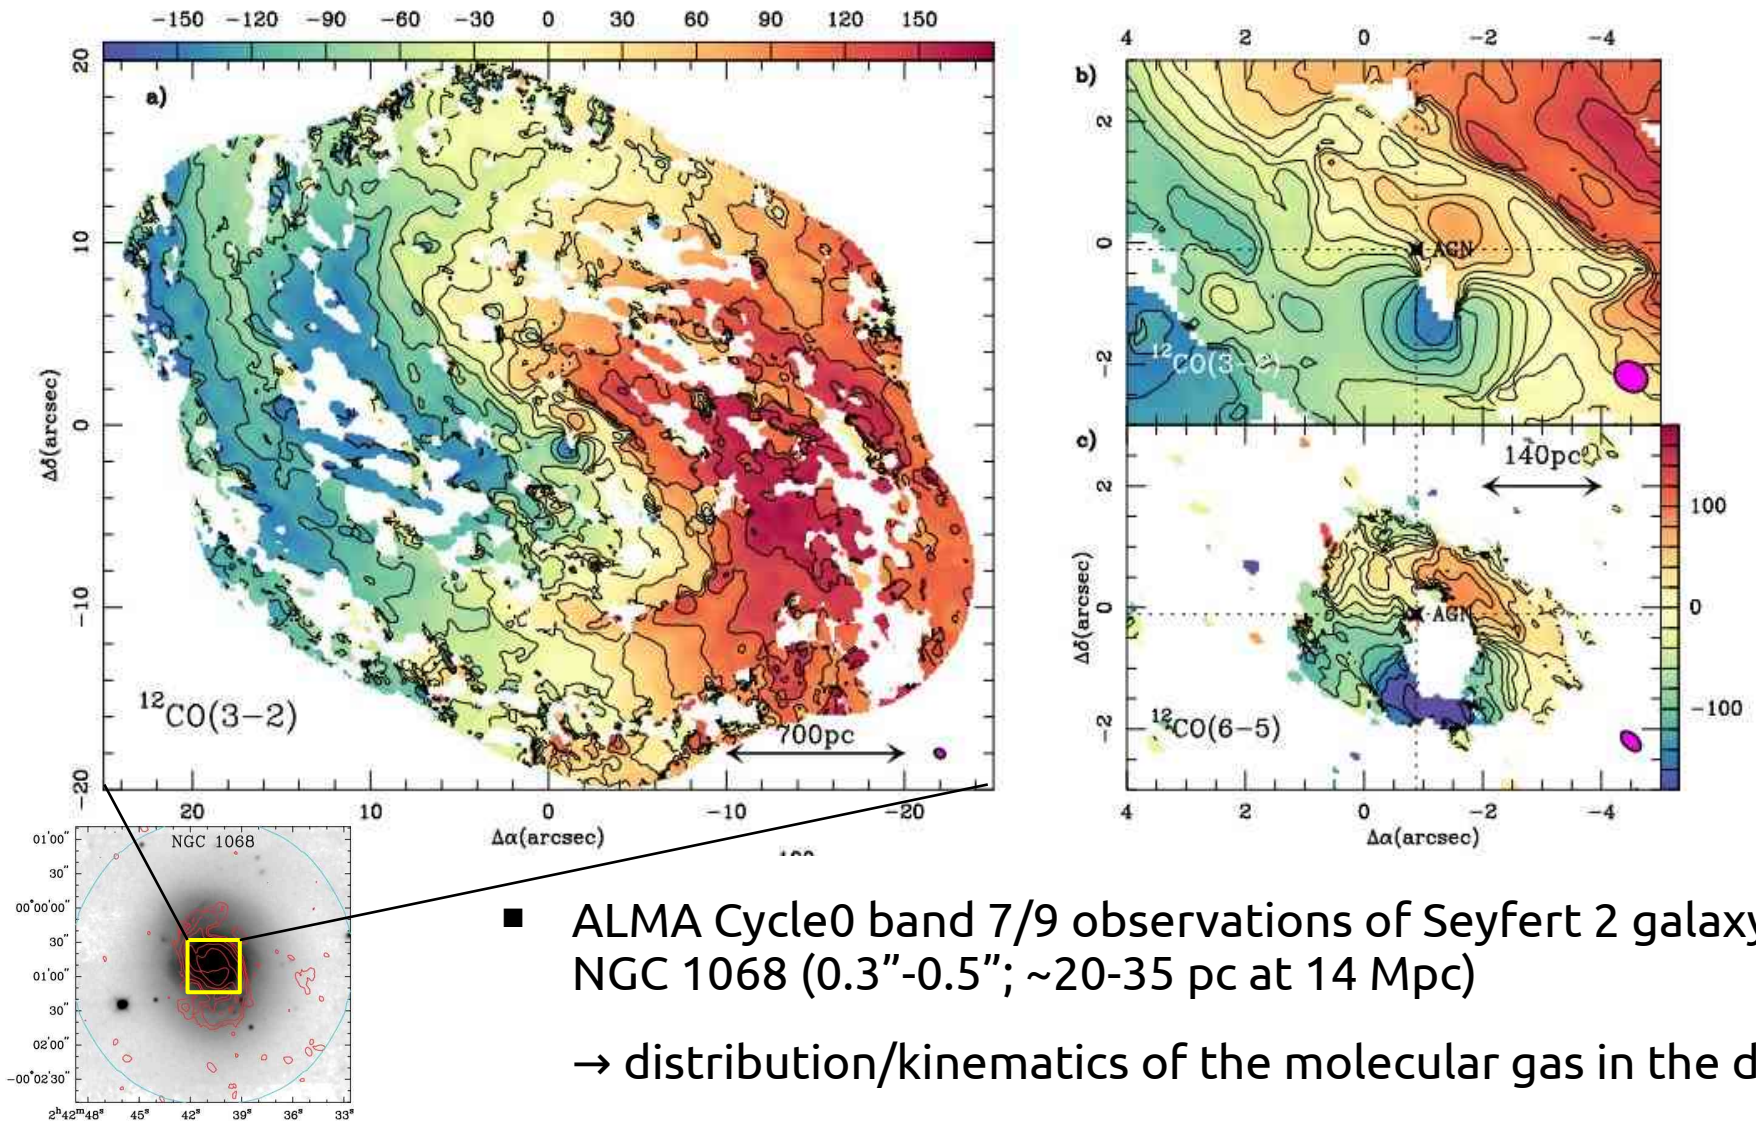 −150 −120 −90 −60 −30 0 30 60 90 120 150
a)
20
10
0
−10
−20
Δδ(arcsec)
¹²CO(3−2)
700pc
20 10 0 −10 −20
Δα(arcsec)
4 2 0 −2 −4
b)
2
0
−2
AGN
¹²CO(3−2)
c)
140pc
2
0
−2
Δδ(arcsec)
AGN
¹²CO(6−5)
100
0
−100
4 2 0 −2 −4
Δα(arcsec)
NGC 1068
01'00"
30"
00°00'00"
30"
01'00"
30"
02'00"
−00°02'30"
2ʰ42ᵐ48ˢ 45ˢ 42ˢ 39ˢ 36ˢ 33ˢ
■ ALMA Cycle0 band 7/9 observations of Seyfert 2 galaxy
NGC 1068 (0.3”-0.5”; ~20-35 pc at 14 Mpc)
→ distribution/kinematics of the molecular gas in the d